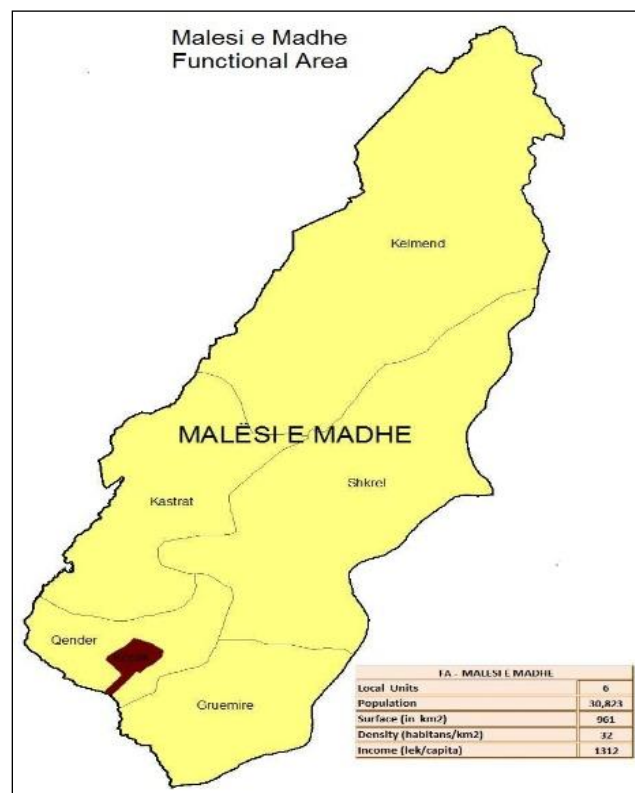 Malesi e Madhe
Functional Area
Kelmend
MALËSI E MADHE
Shkrel
Kastrat
Qender
Gruemire
FA - MALESI E MADHE
Local Units 6
Population 30,823
Surface (in km2) 961
Density (habitans/km2) 32
Income (lek/capita) 1312